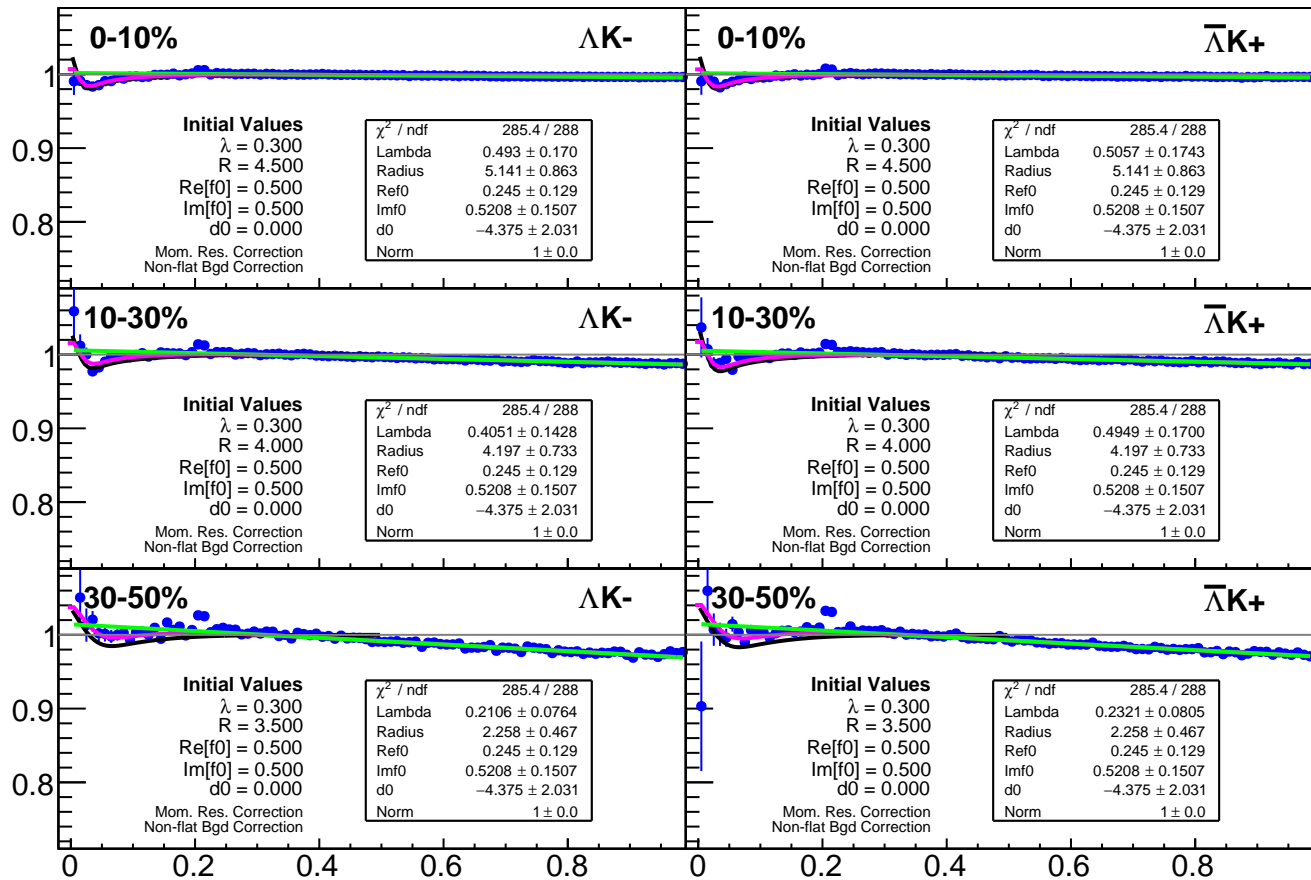 0-10%
ΛK-
1
0.9
0.8
Initial Values
λ = 0.300
R = 4.500
Re[f0] = 0.500
Im[f0] = 0.500
d0 = 0.000
Mom. Res. Correction
Non-flat Bgd Correction
χ² / ndf 285.4 / 288
Lambda 0.493 ± 0.170
Radius 5.141 ± 0.863
Ref0 0.245 ± 0.129
Imf0 0.5208 ± 0.1507
d0 −4.375 ± 2.031
Norm 1 ± 0.0
0-10%
Λ̅K+
Initial Values
λ = 0.300
R = 4.500
Re[f0] = 0.500
Im[f0] = 0.500
d0 = 0.000
Mom. Res. Correction
Non-flat Bgd Correction
χ² / ndf 285.4 / 288
Lambda 0.5057 ± 0.1743
Radius 5.141 ± 0.863
Ref0 0.245 ± 0.129
Imf0 0.5208 ± 0.1507
d0 −4.375 ± 2.031
Norm 1 ± 0.0
10-30%
ΛK-
1
0.9
0.8
Initial Values
λ = 0.300
R = 4.000
Re[f0] = 0.500
Im[f0] = 0.500
d0 = 0.000
Mom. Res. Correction
Non-flat Bgd Correction
χ² / ndf 285.4 / 288
Lambda 0.4051 ± 0.1428
Radius 4.197 ± 0.733
Ref0 0.245 ± 0.129
Imf0 0.5208 ± 0.1507
d0 −4.375 ± 2.031
Norm 1 ± 0.0
10-30%
Λ̅K+
Initial Values
λ = 0.300
R = 4.000
Re[f0] = 0.500
Im[f0] = 0.500
d0 = 0.000
Mom. Res. Correction
Non-flat Bgd Correction
χ² / ndf 285.4 / 288
Lambda 0.4949 ± 0.1700
Radius 4.197 ± 0.733
Ref0 0.245 ± 0.129
Imf0 0.5208 ± 0.1507
d0 −4.375 ± 2.031
Norm 1 ± 0.0
30-50%
ΛK-
1
0.9
0.8
Initial Values
λ = 0.300
R = 3.500
Re[f0] = 0.500
Im[f0] = 0.500
d0 = 0.000
Mom. Res. Correction
Non-flat Bgd Correction
χ² / ndf 285.4 / 288
Lambda 0.2106 ± 0.0764
Radius 2.258 ± 0.467
Ref0 0.245 ± 0.129
Imf0 0.5208 ± 0.1507
d0 −4.375 ± 2.031
Norm 1 ± 0.0
30-50%
Λ̅K+
Initial Values
λ = 0.300
R = 3.500
Re[f0] = 0.500
Im[f0] = 0.500
d0 = 0.000
Mom. Res. Correction
Non-flat Bgd Correction
χ² / ndf 285.4 / 288
Lambda 0.2321 ± 0.0805
Radius 2.258 ± 0.467
Ref0 0.245 ± 0.129
Imf0 0.5208 ± 0.1507
d0 −4.375 ± 2.031
Norm 1 ± 0.0
0 0.2 0.4 0.6 0.8 0 0.2 0.4 0.6 0.8